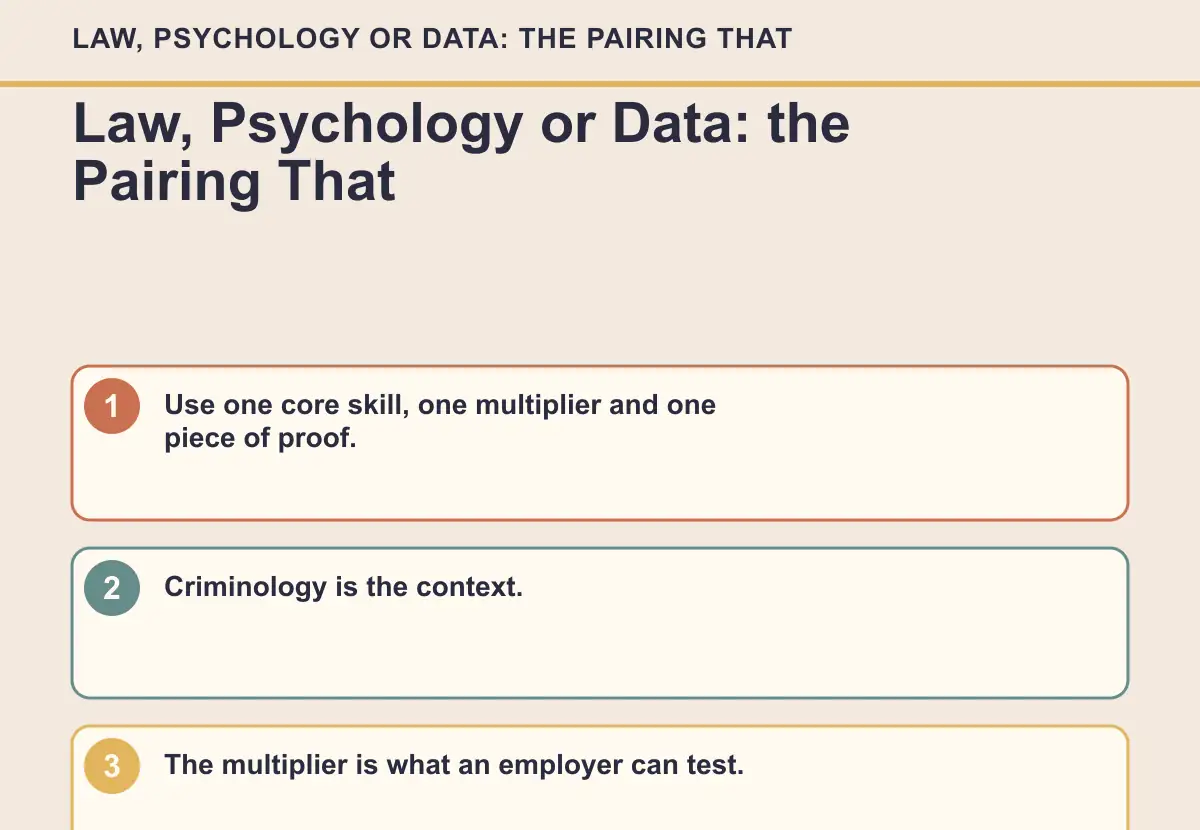 LAW, PSYCHOLOGY OR DATA: THE PAIRING THAT
Law, Psychology or Data: the
Pairing That
1
Use one core skill, one multiplier and one
piece of proof.
2
Criminology is the context.
3
The multiplier is what an employer can test.